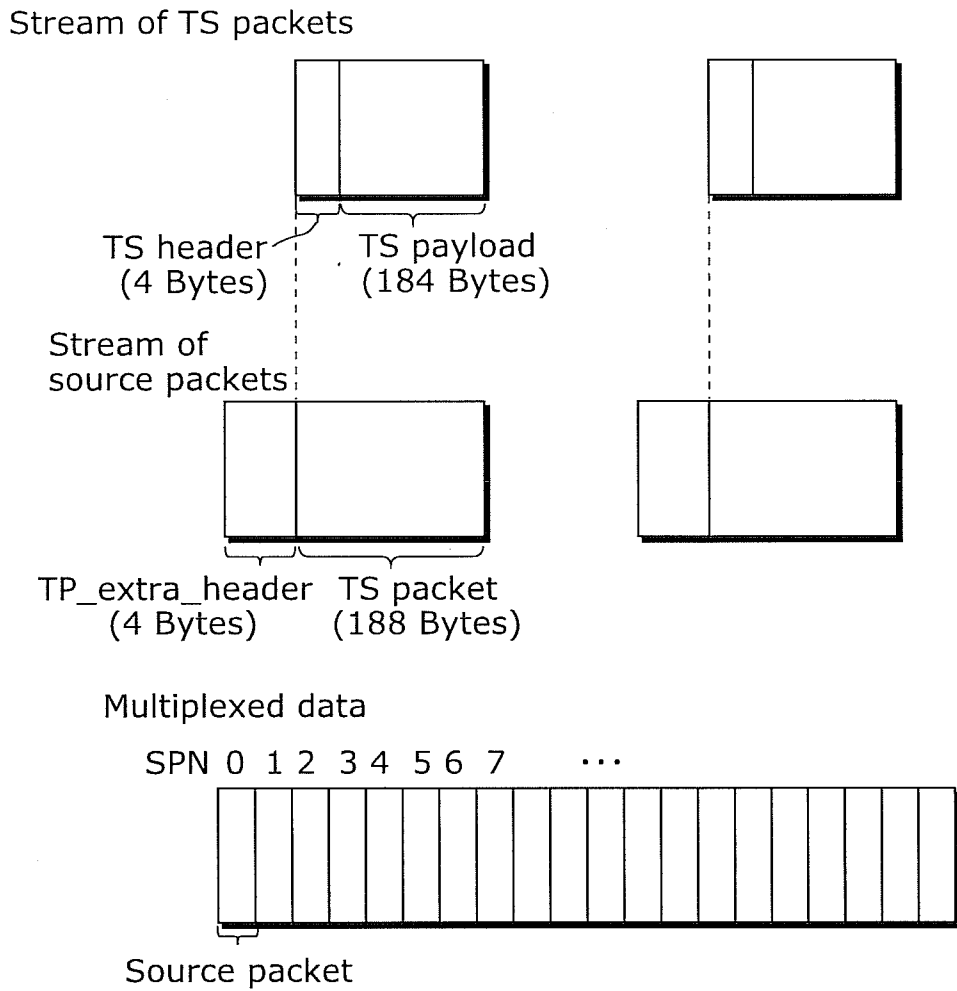 Stream of TS packets
TS header TS payload
(4 Bytes) (184 Bytes)
Stream of
source packets
TP_extra_header TS packet
(4 Bytes) (188 Bytes)
Multiplexed data
SPN 0 1 2 3 4 5 6 7 ...
Source packet